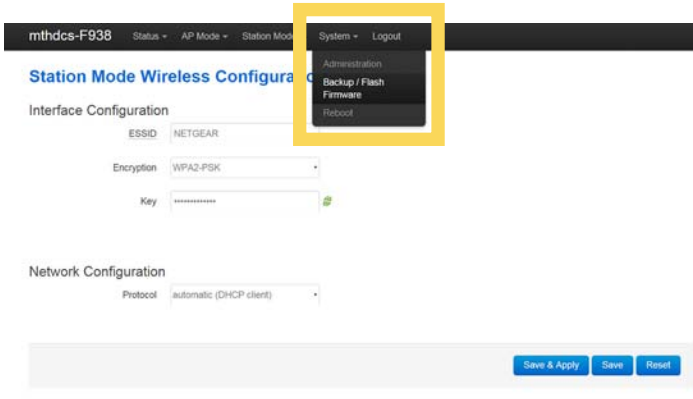 mthdcs-F938 Status AP Mode Station Mode System Logout
Administration
Backup / Flash
Firmware
Reboot
Station Mode Wireless
Interface Configuration
ESSID NETGEAR
Encryption WPA2-PSK
Key •••••••••••••
Network Configuration
Protocol automatic (DHCP client)
Save & Apply Save Reset